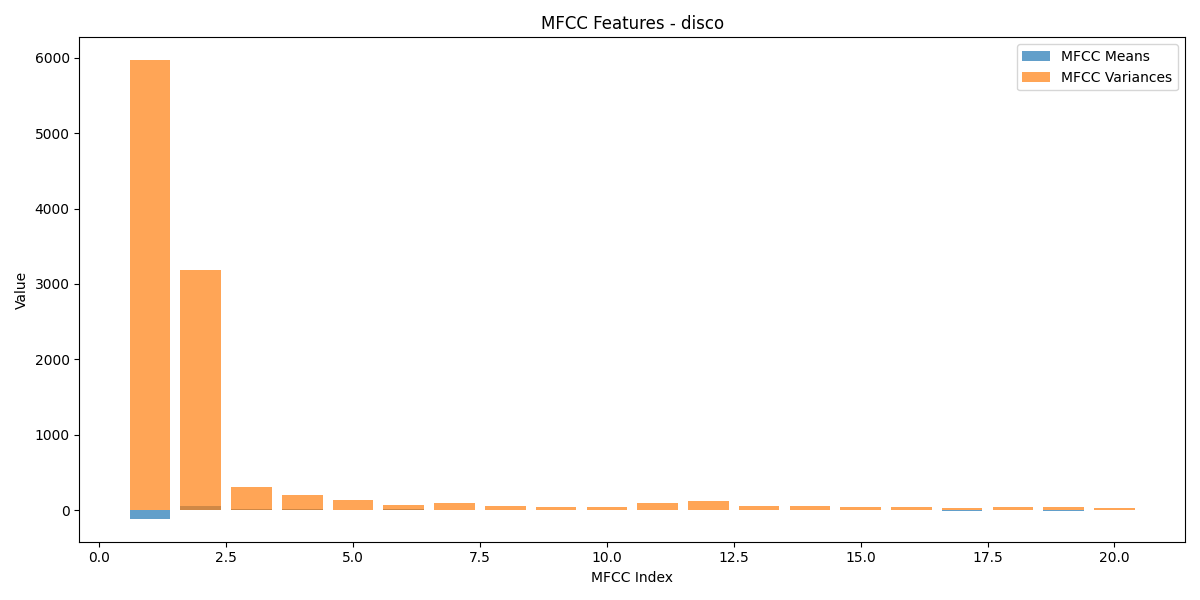 MFCC Features - disco
MFCC Means
MFCC Variances
Value
6000
5000
4000
3000
2000
1000
0
0.0 2.5 5.0 7.5 10.0 12.5 15.0 17.5 20.0
MFCC Index